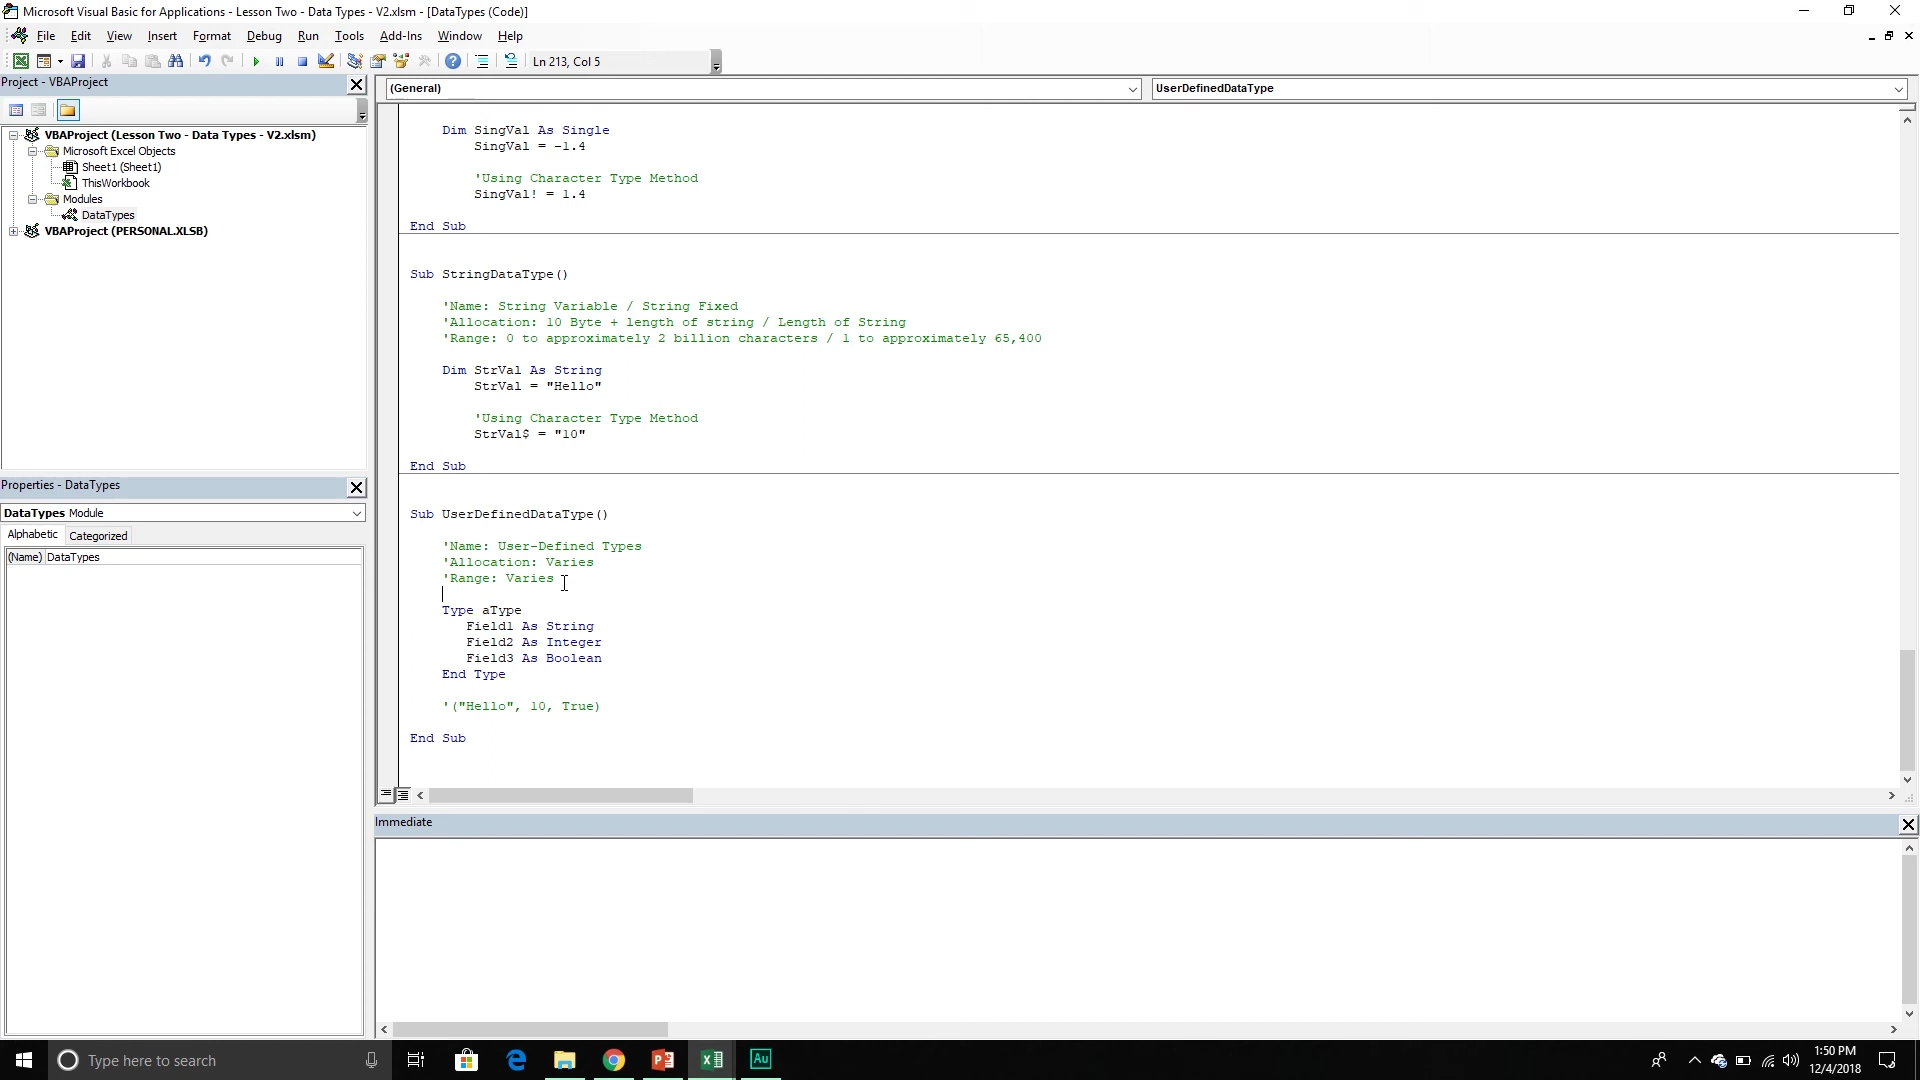 Microsoft Visual Basic for Applications - Lesson Two - Data Types - V2.xlsm - [DataTypes (Code)]
File Edit View Insert Format Debug Run Tools Add-Ins Window Help
Ln 213, Col 5
Project - VBAProject
VBAProject (Lesson Two - Data Types - V2.xlsm)
Microsoft Excel Objects
Sheet1 (Sheet1)
ThisWorkbook
Modules
DataTypes
VBAProject (PERSONAL.XLSB)
Properties - DataTypes
DataTypes Module
Alphabetic Categorized
(Name) DataTypes
(General) UserDefinedDataType
Dim SingVal As Single
SingVal = -1.4
'Using Character Type Method
SingVal! = 1.4
End Sub
Sub StringDataType()
'Name: String Variable / String Fixed
'Allocation: 10 Byte + length of string / Length of String
'Range: 0 to approximately 2 billion characters / 1 to approximately 65,400
Dim StrVal As String
StrVal = "Hello"
'Using Character Type Method
StrVal$ = "10"
End Sub
Sub UserDefinedDataType()
'Name: User-Defined Types
'Allocation: Varies
'Range: Varies
Type aType
Field1 As String
Field2 As Integer
Field3 As Boolean
End Type
'("Hello", 10, True)
End Sub
Immediate
Type here to search
Au
1:50 PM
12/4/2018